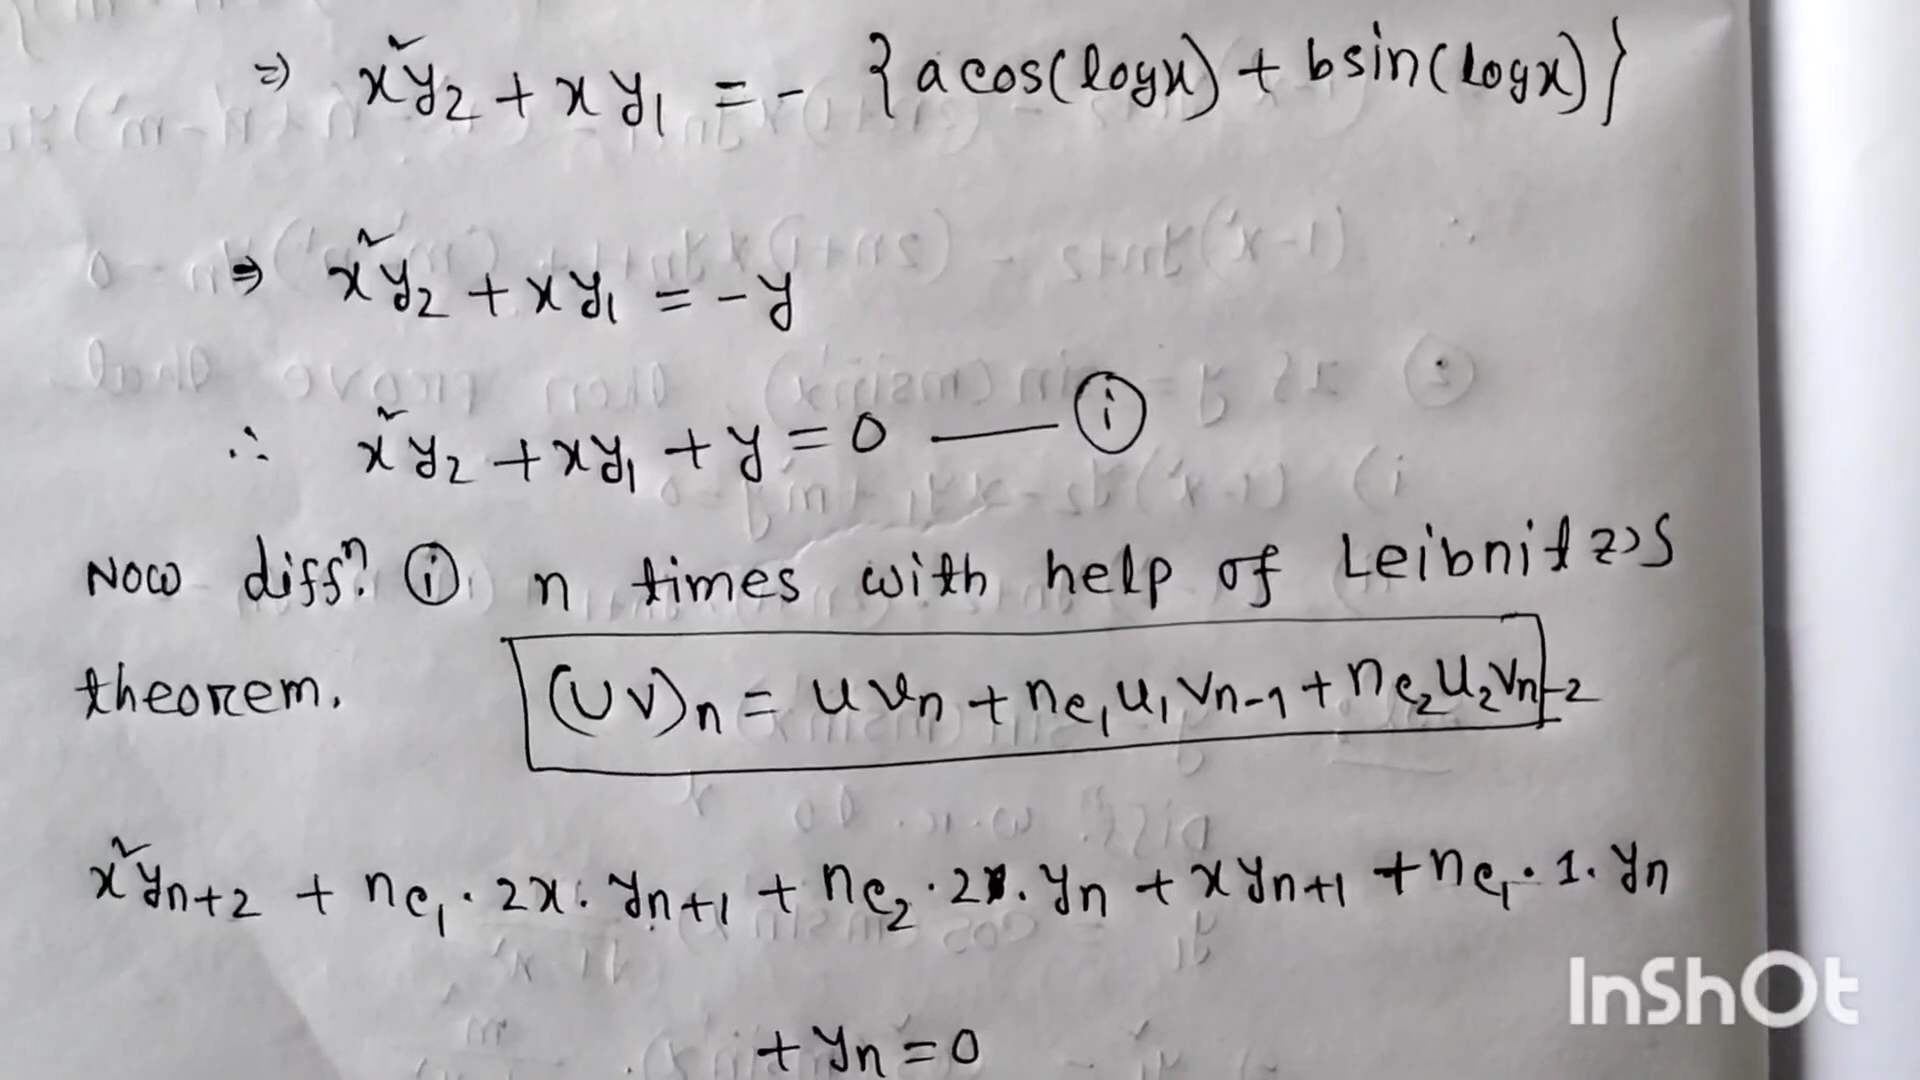 ⇒ x²y₂ + xy₁ = - {a cos(logx) + b sin(logx)}
⇒ x²y₂ + xy₁ = -y
∴ x²y₂ + xy₁ + y = 0 —— (i)
Now diffⁿ. (i) n times with help of Leibnitz's
theorem. (UV)n = uvn + nc₁u₁vn-1 + nc₂u₂vn-2
x²yn+2 + nc₁·2x·yn+1 + nc₂·2·yn + xyn+1 + nc₁·1·yn
+ yn = 0
InShOt